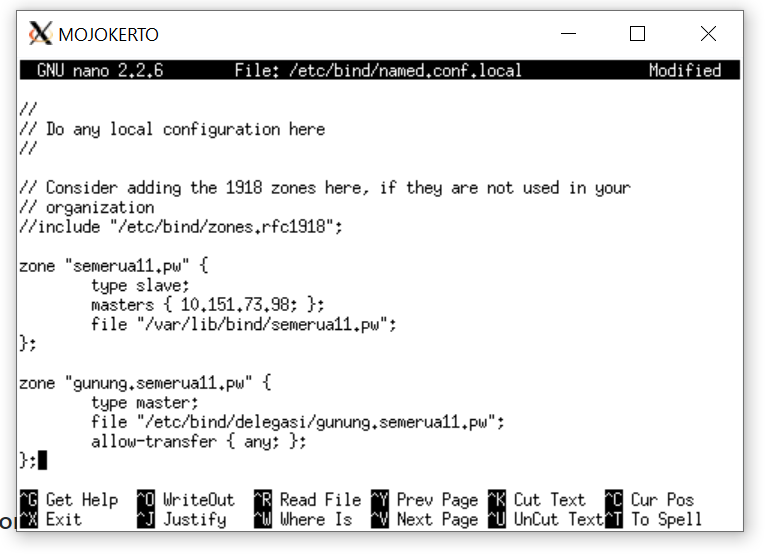 MOJOKERTO
GNU nano 2.2.6 File: /etc/bind/named.conf.local Modified
//
// Do any local configuration here
//
// Consider adding the 1918 zones here, if they are not used in your
// organization
//include "/etc/bind/zones.rfc1918";
zone "semerua11.pw" {
type slave;
masters { 10.151.73.98; };
file "/var/lib/bind/semerua11.pw";
};
zone "gunung.semerua11.pw" {
type master;
file "/etc/bind/delegasi/gunung.semerua11.pw";
allow-transfer { any; };
};
^G Get Help ^O WriteOut ^R Read File ^Y Prev Page ^K Cut Text ^C Cur Pos
^X Exit ^J Justify ^W Where Is ^V Next Page ^U UnCut Text ^T To Spell